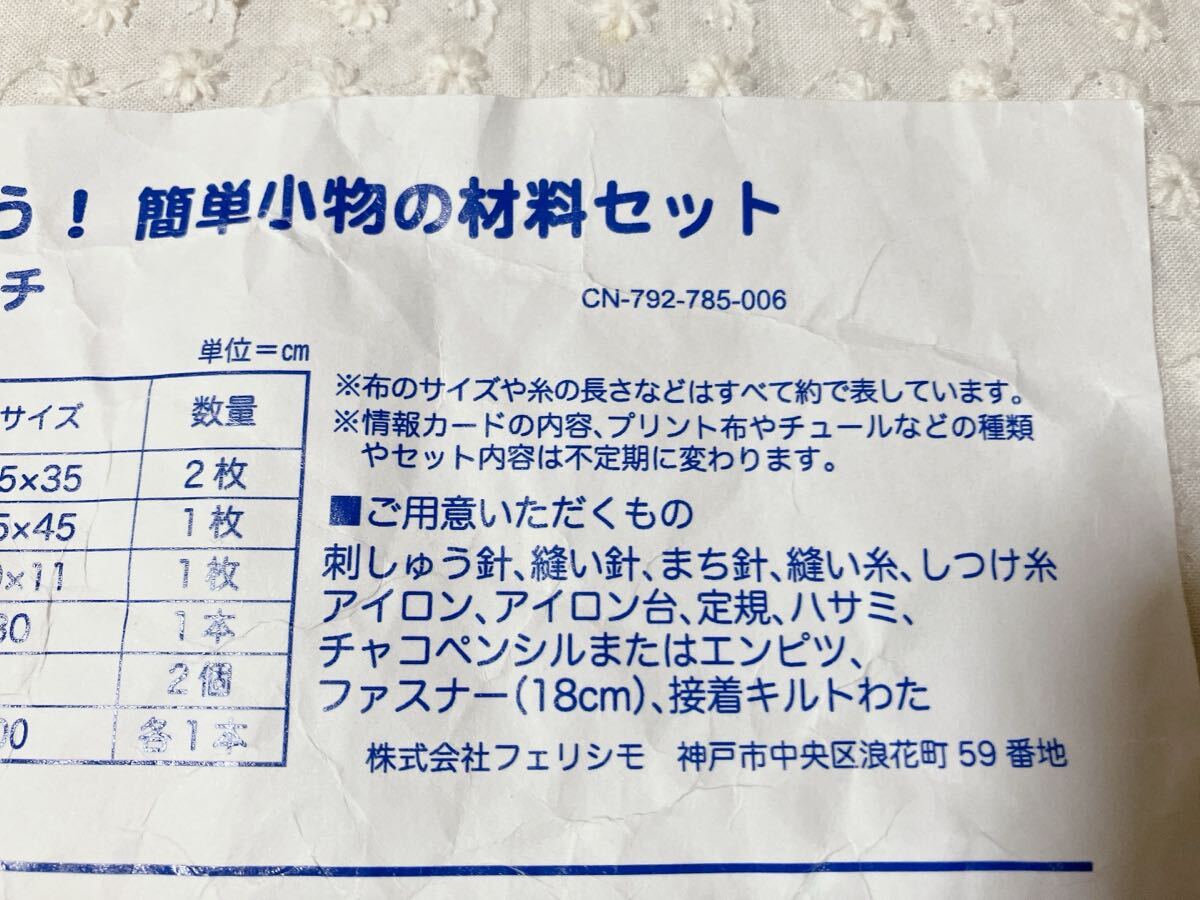 う！ 簡単小物の材料セット
チ
CN-792-785-006
単位＝cm
サイズ 数量
5×35 2枚
5×45 1枚
×11 1枚
30 1本
2個
00 各1本
※布のサイズや糸の長さなどはすべて約で表しています。
※情報カードの内容、プリント布やチュールなどの種類
やセット内容は不定期に変わります。
■ご用意いただくもの
刺しゅう針、縫い針、まち針、縫い糸、しつけ糸
アイロン、アイロン台、定規、ハサミ、
チャコペンシルまたはエンピツ、
ファスナー(18cm)、接着キルトわた
株式会社フェリシモ 神戸市中央区浪花町 59 番地